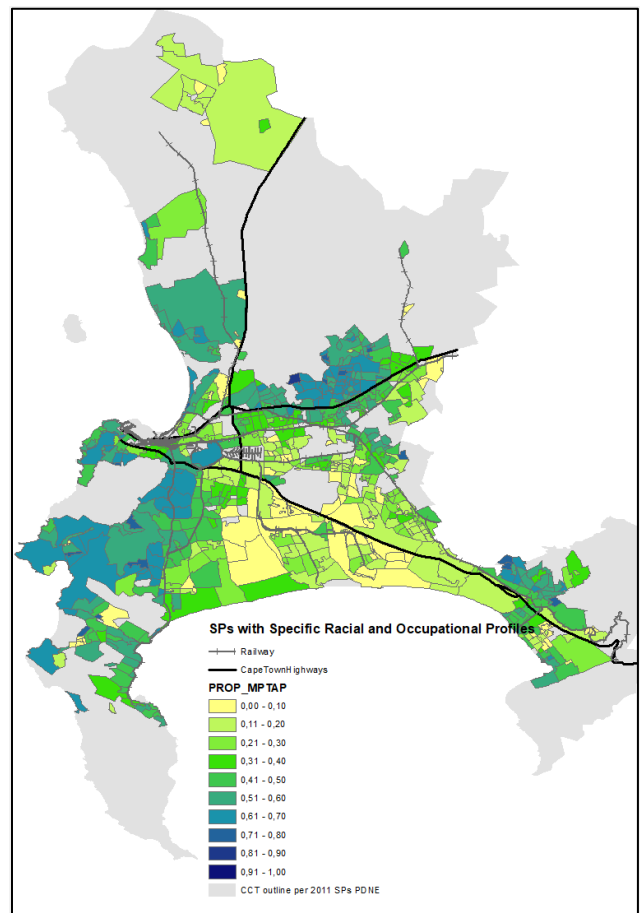 SPs with Specific Racial and Occupational Profiles
Railway
CapeTownHighways
PROP_MPTAP
0,00 - 0,10
0,11 - 0,20
0,21 - 0,30
0,31 - 0,40
0,41 - 0,50
0,51 - 0,60
0,61 - 0,70
0,71 - 0,80
0,81 - 0,90
0,91 - 1,00
CCT outline per 2011 SPs PDNE